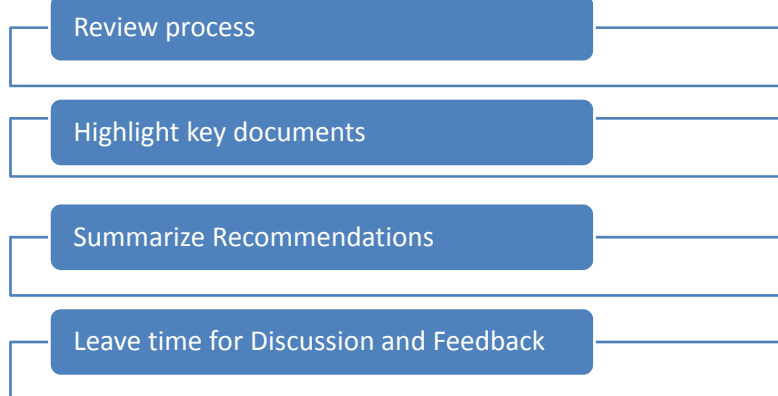 Review process
Highlight key documents
Summarize Recommendations
Leave time for Discussion and Feedback